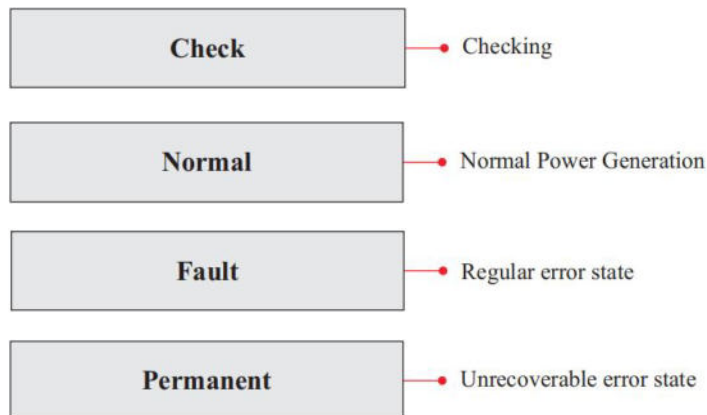 Check
Checking
Normal
Normal Power Generation
Fault
Regular error state
Permanent
Unrecoverable error state